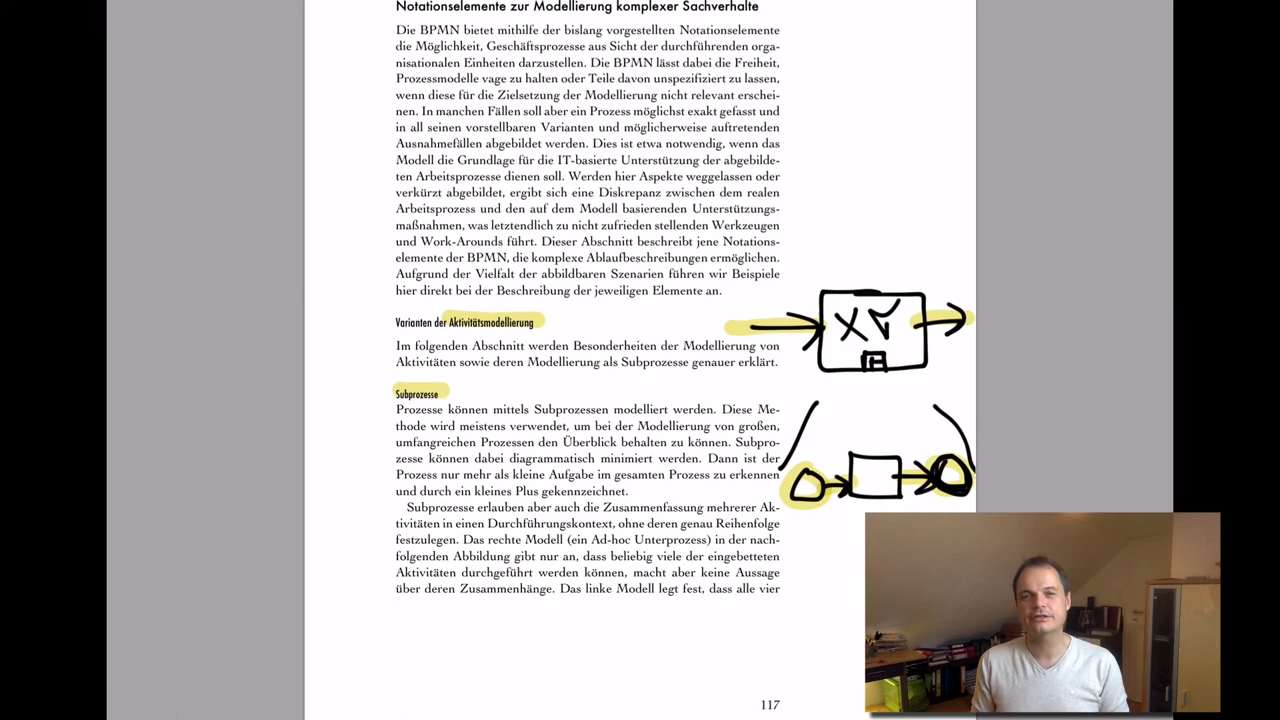 Notationselemente zur Modellierung komplexer Sachverhalte
Die BPMN bietet mithilfe der bislang vorgestellten Notationselemente
die Möglichkeit, Geschäftsprozesse aus Sicht der durchführenden orga-
nisationalen Einheiten darzustellen. Die BPMN lässt dabei die Freiheit,
Prozessmodelle vage zu halten oder Teile davon unspezifiziert zu lassen,
wenn diese für die Zielsetzung der Modellierung nicht relevant erschei-
nen. In manchen Fällen soll aber ein Prozess möglichst exakt gefasst und
in all seinen vorstellbaren Varianten und möglicherweise auftretenden
Ausnahmefällen abgebildet werden. Dies ist etwa notwendig, wenn das
Modell die Grundlage für die IT-basierte Unterstützung der abgebilde-
ten Arbeitsprozesse dienen soll. Werden hier Aspekte weggelassen oder
verkürzt abgebildet, ergibt sich eine Diskrepanz zwischen dem realen
Arbeitsprozess und den auf dem Modell basierenden Unterstützungs-
maßnahmen, was letztendlich zu nicht zufrieden stellenden Werkzeugen
und Work-Arounds führt. Dieser Abschnitt beschreibt jene Notations-
elemente der BPMN, die komplexe Ablaufbeschreibungen ermöglichen.
Aufgrund der Vielfalt der abbildbaren Szenarien führen wir Beispiele
hier direkt bei der Beschreibung der jeweiligen Elemente an.
Varianten der Aktivitätsmodellierung
Im folgenden Abschnitt werden Besonderheiten der Modellierung von
Aktivitäten sowie deren Modellierung als Subprozesse genauer erklärt.
Subprozesse
Prozesse können mittels Subprozessen modelliert werden. Diese Me-
thode wird meistens verwendet, um bei der Modellierung von großen,
umfangreichen Prozessen den Überblick behalten zu können. Subpro-
zesse können dabei diagrammatisch minimiert werden. Dann ist der
Prozess nur mehr als kleine Aufgabe im gesamten Prozess zu erkennen
und durch ein kleines Plus gekennzeichnet.
Subprozesse erlauben aber auch die Zusammenfassung mehrerer Ak-
tivitäten in einen Durchführungskontext, ohne deren genau Reihenfolge
festzulegen. Das rechte Modell (ein Ad-hoc Unterprozess) in der nach-
folgenden Abbildung gibt nur an, dass beliebig viele der eingebetteten
Aktivitäten durchgeführt werden können, macht aber keine Aussage
über deren Zusammenhänge. Das linke Modell legt fest, dass alle vier
117